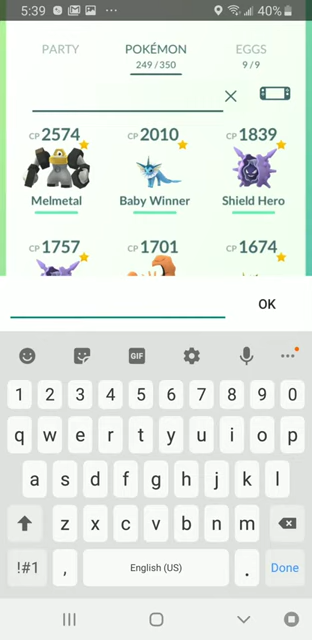 5:39 ... 40%
PARTY POKÉMON EGGS
249 / 350 9 / 9
CP 2574 CP 2010 CP 1839
Melmetal Baby Winner Shield Hero
CP 1757 CP 1701 CP 1674
OK
GIF
1 2 3 4 5 6 7 8 9 0
q w e r t y u i o p
a s d f g h j k l
z x c v b n m
!#1 , English (US) . Done